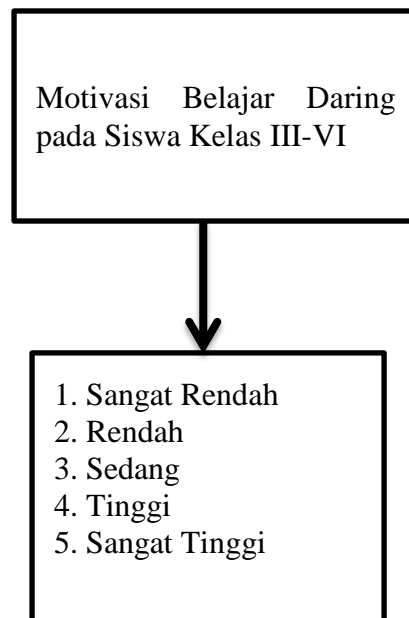 Motivasi Belajar Daring
pada Siswa Kelas III-VI
1. Sangat Rendah
2. Rendah
3. Sedang
4. Tinggi
5. Sangat Tinggi